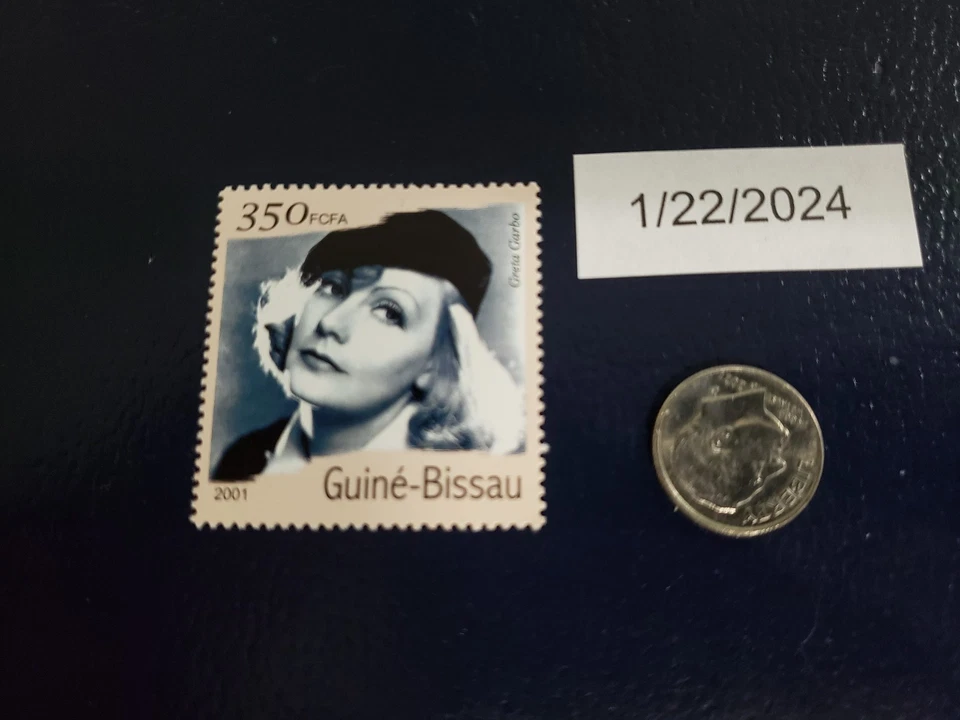 350FCFA
Greta Garbo
2001
Guiné-Bissau
1/22/2024
LIBERTY